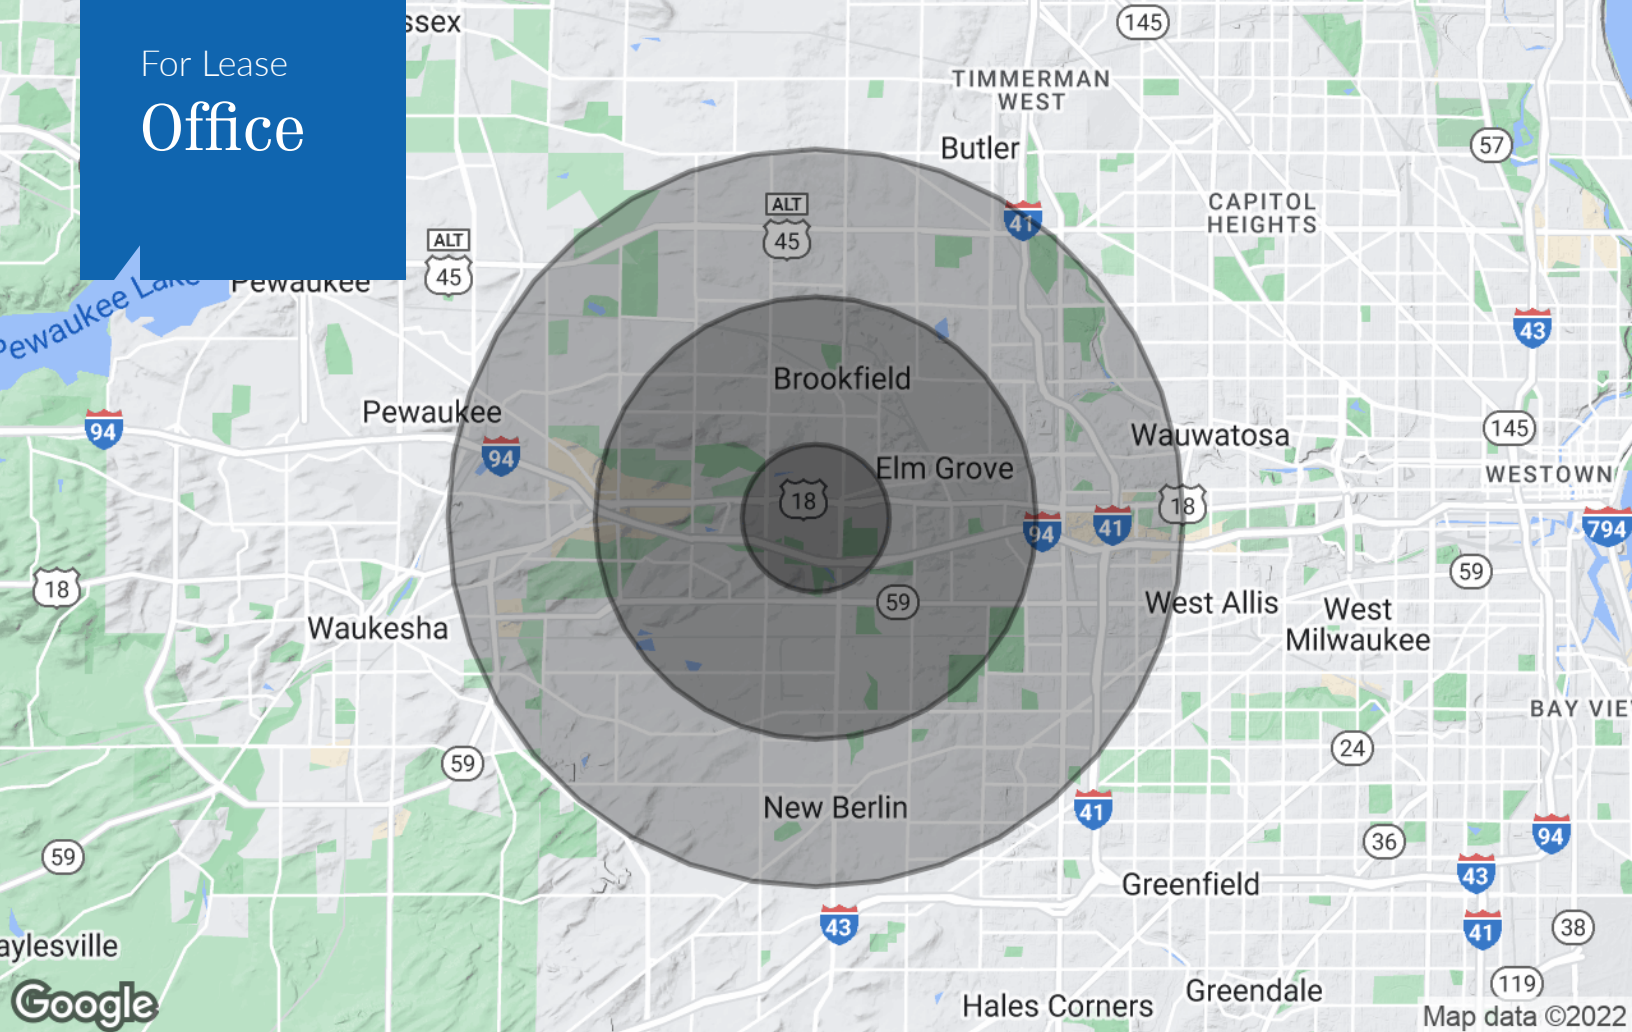 ssex
145
For Lease
Office
TIMMERMAN
WEST
57
Butler
CAPITOL
HEIGHTS
ALT
45
41
ALT
45
Pewaukee
Pewaukee Lake
43
Brookfield
Pewaukee
94
94
145
Wauwatosa
Elm Grove
WESTOWN
18
18
94
41
794
59
18
59
West Allis
West
Milwaukee
Waukesha
BAY VIE
24
59
New Berlin
41
94
36
59
43
Greenfield
43
41
38
aylesville
119
Greendale
Hales Corners
Google
Map data ©2022